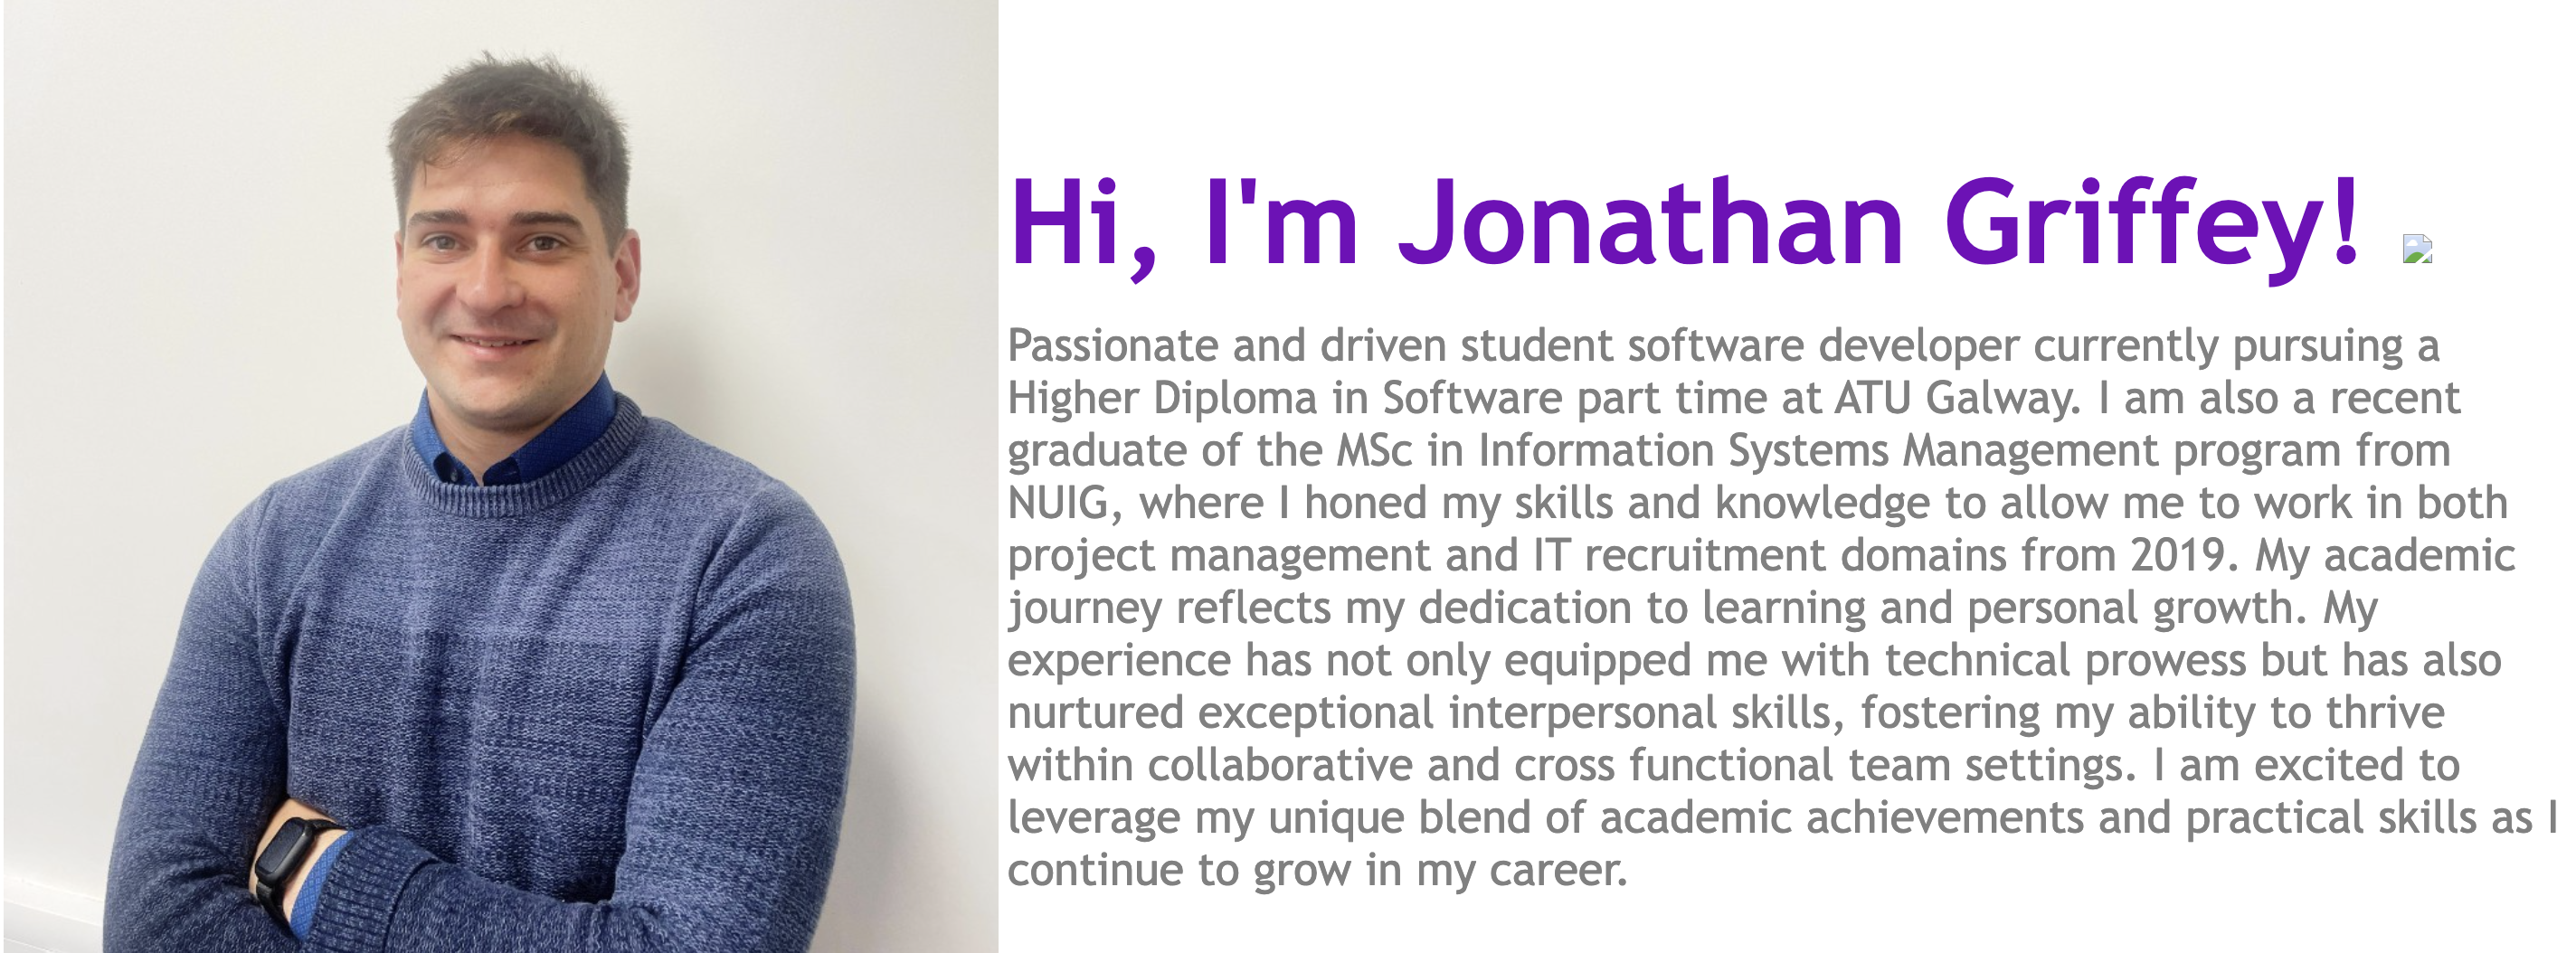 Hi, I'm Jonathan Griffey!
Passionate and driven student software developer currently pursuing a
Higher Diploma in Software part time at ATU Galway. I am also a recent
graduate of the MSc in Information Systems Management program from
NUIG, where I honed my skills and knowledge to allow me to work in both
project management and IT recruitment domains from 2019. My academic
journey reflects my dedication to learning and personal growth. My
experience has not only equipped me with technical prowess but has also
nurtured exceptional interpersonal skills, fostering my ability to thrive
within collaborative and cross functional team settings. I am excited to
leverage my unique blend of academic achievements and practical skills as I
continue to grow in my career.